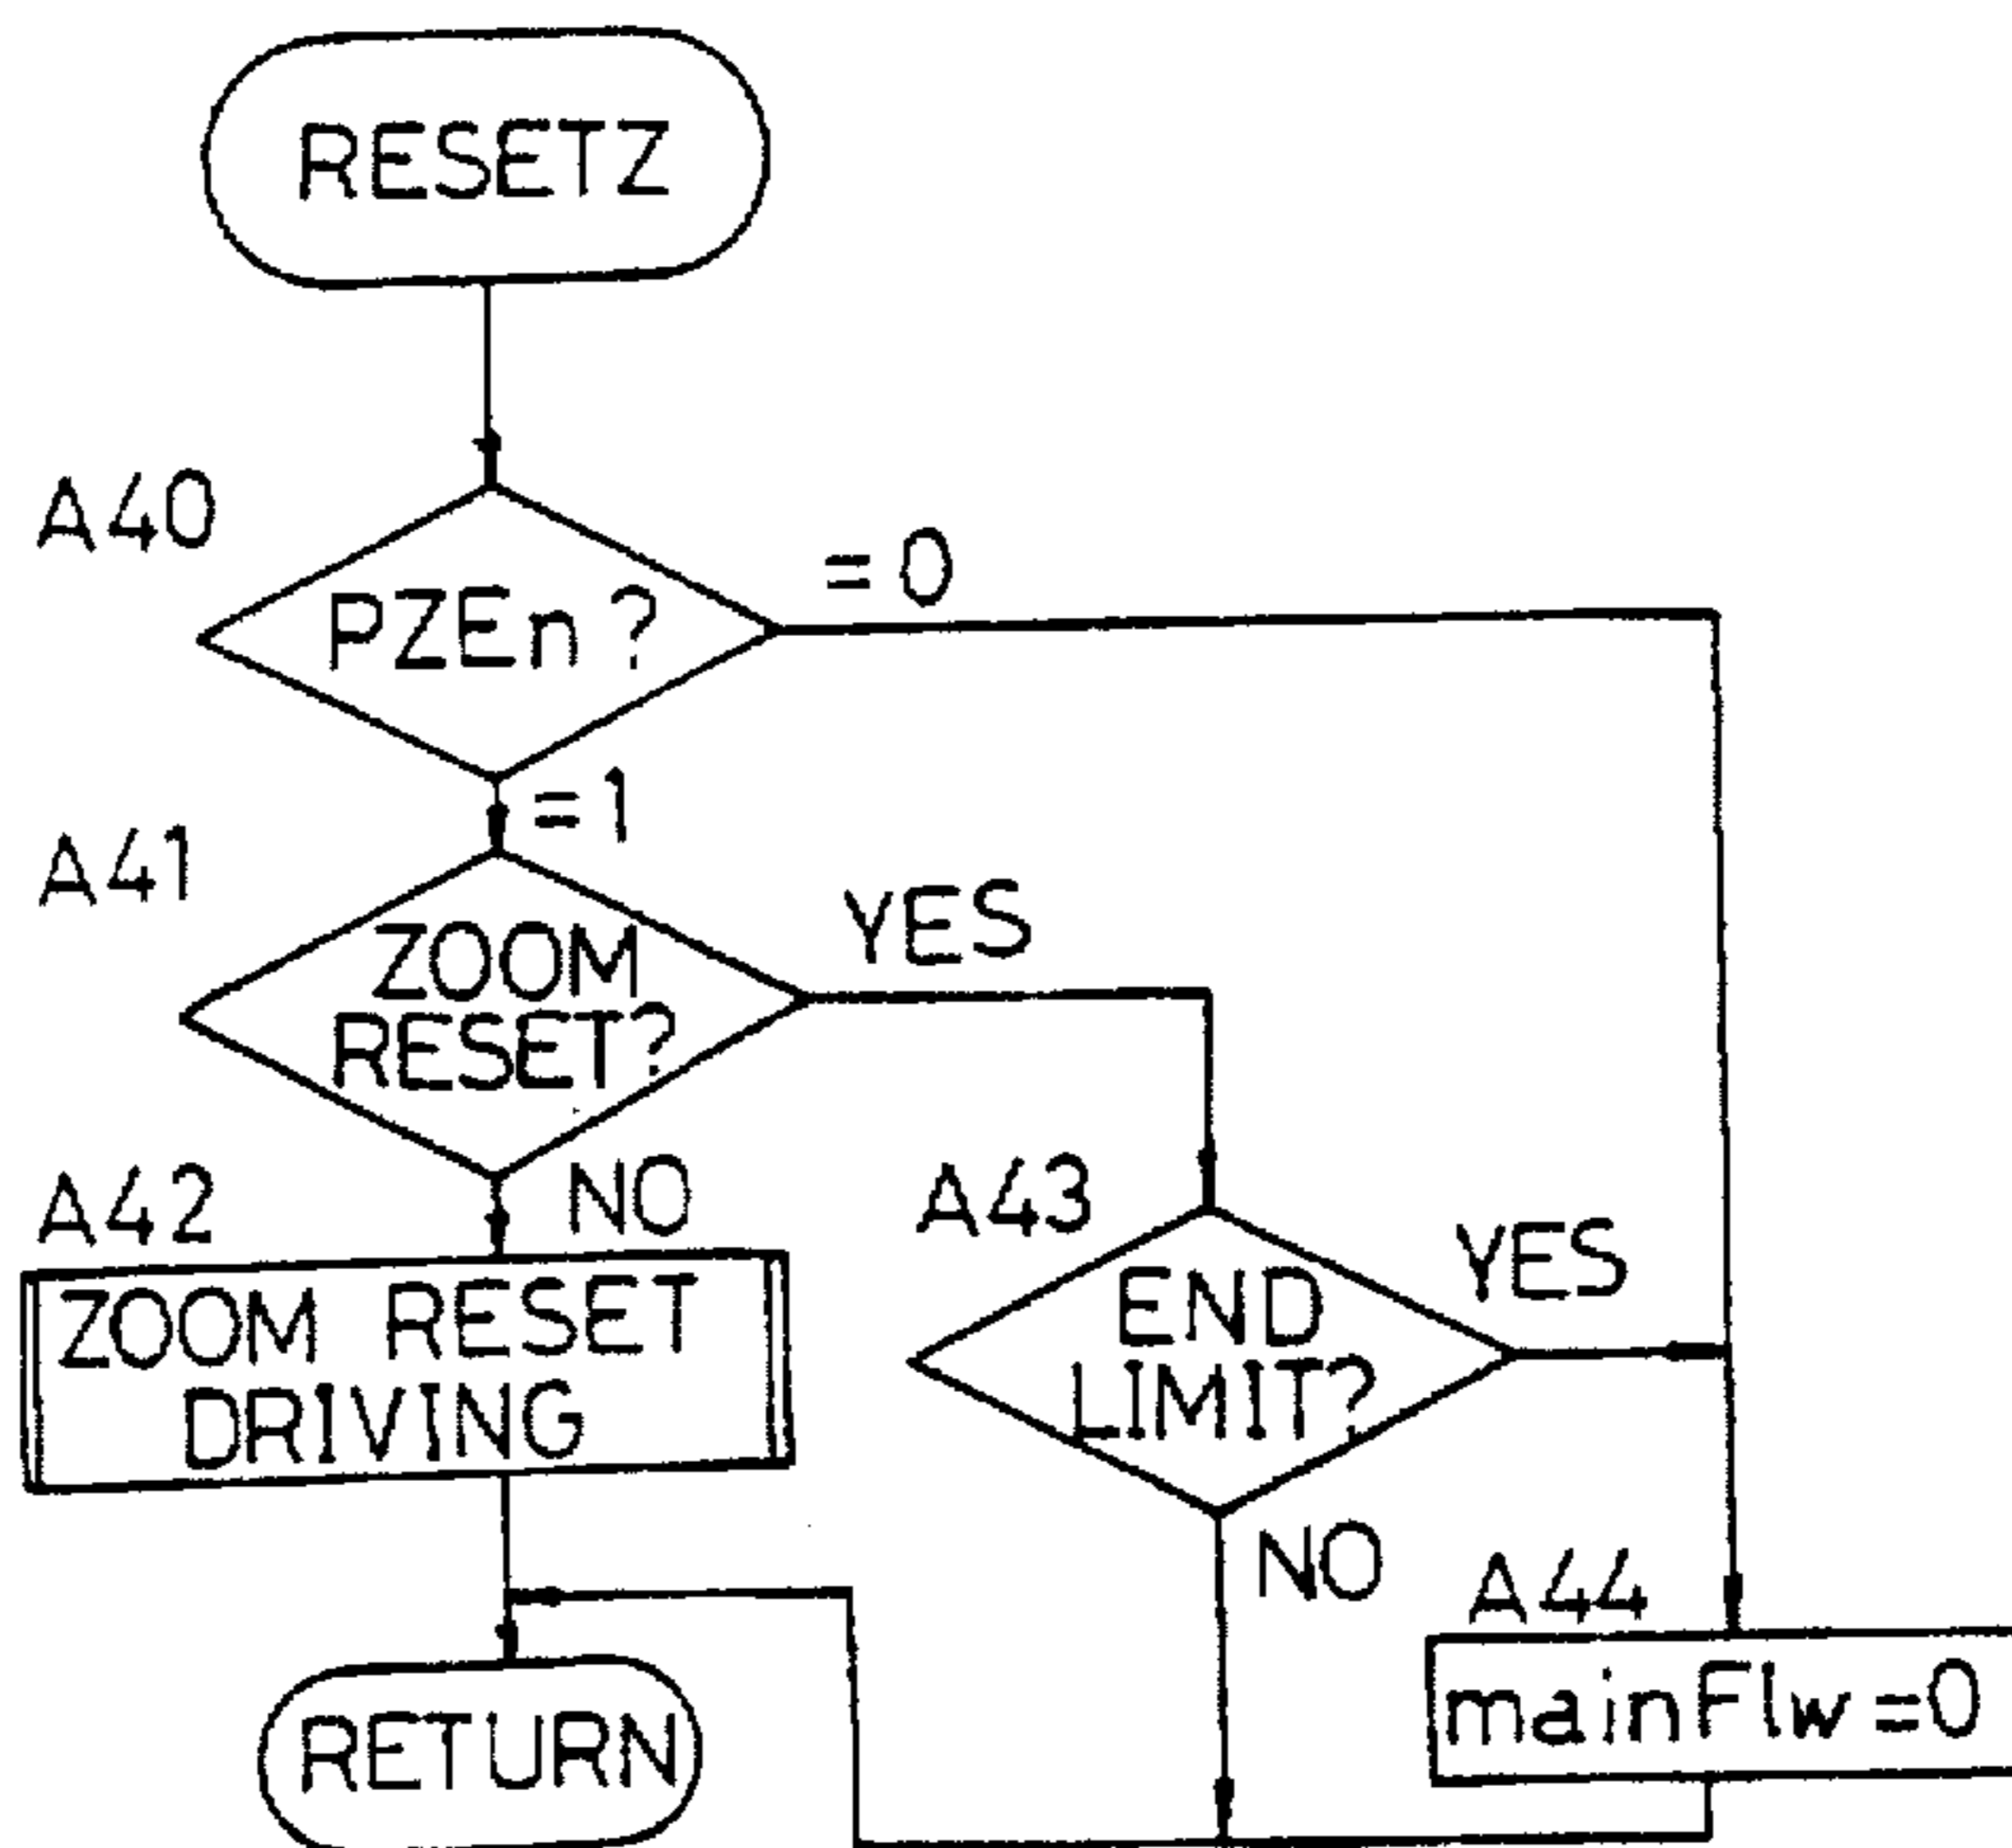 RESETZ
A40
PZEn?
=0
=1
A41
ZOOM
RESET?
YES
NO
A42
ZOOM RESET
DRIVING
A43
END
LIMIT?
YES
NO
A44
mainFlw=0
RETURN